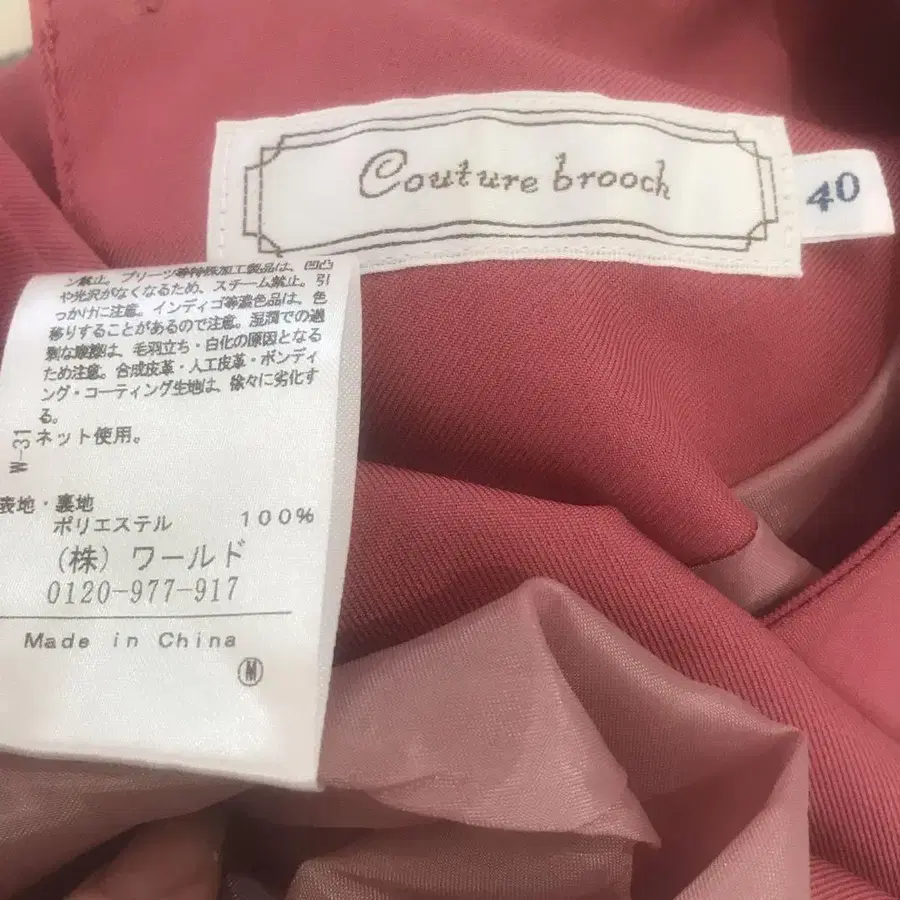 Couture brooch
40
ン禁止。プリーツ等特殊加工製品は、凹凸
や光沢がなくなるため、スチーム禁止。引
っかけに注意。インディゴ等濃色品は、色
移りすることがあるので注意。湿潤での過
剰な摩擦は、毛羽立ち・白化の原因となる
ため注意。合成皮革・人工皮革・ボンディ
ング・コーティング生地は、徐々に劣化す
る。
ネット使用。
W-31
表地・裏地
ポリエステル 100%
(株)ワールド
0120-977-917
Made in China
M